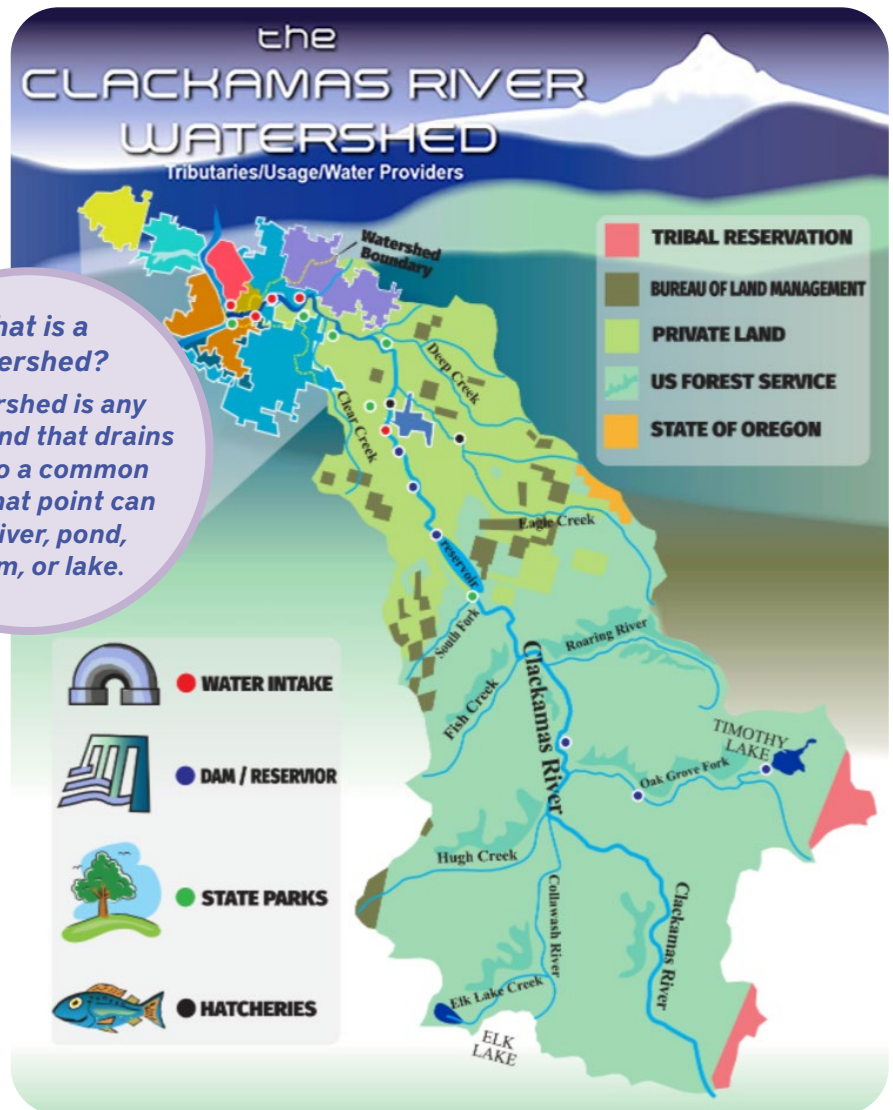 the
CLACKAMAS RIVER
WATERSHED
Tributaries/Usage/Water Providers
Watershed
Boundary
TRIBAL RESERVATION
BUREAU OF LAND MANAGEMENT
PRIVATE LAND
US FOREST SERVICE
STATE OF OREGON
hat is a
ershed?
rshed is any
nd that drains
o a common
hat point can
iver, pond,
m, or lake.
Deep Creek
Clear Creek
Eagle Creek
reservoir
South Fork
Roaring River
Fish Creek
Clackamas River
TIMOTHY
LAKE
Oak Grove Fork
Hugh Creek
Collawash River
Clackamas River
Elk Lake Creek
ELK
LAKE
WATER INTAKE
DAM / RESERVIOR
STATE PARKS
HATCHERIES